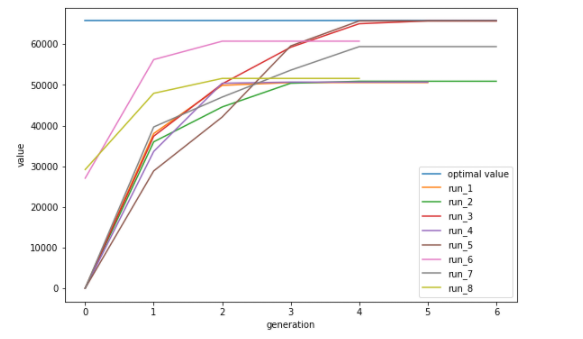 60000
50000
40000
30000
20000
10000
0
value
0 1 2 3 4 5 6
generation
optimal value
run_1
run_2
run_3
run_4
run_5
run_6
run_7
run_8